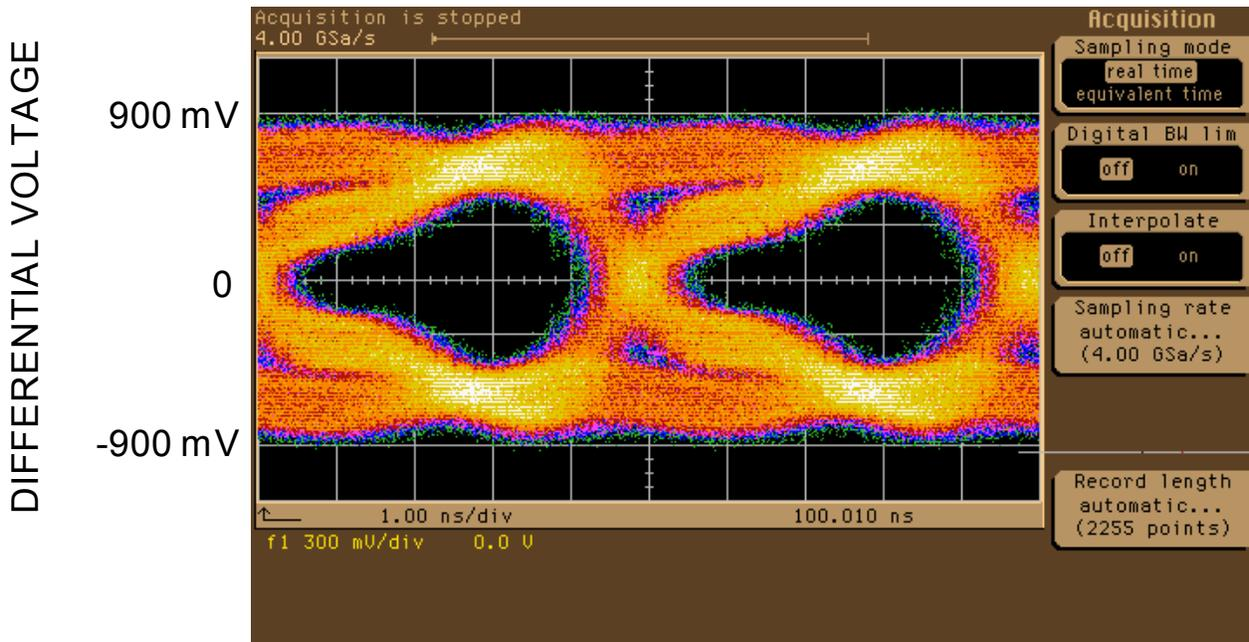 DIFFERENTIAL VOLTAGE
900 mV
0
-900 mV
Acquisition is stopped
4.00 GSa/s
1.00 ns/div
100.010 ns
f1 300 mV/div 0.0 V
Acquisition
Sampling mode
real time
equivalent time
Digital BW lim
off on
Interpolate
off on
Sampling rate
automatic...
(4.00 GSa/s)
Record length
automatic...
(2255 points)